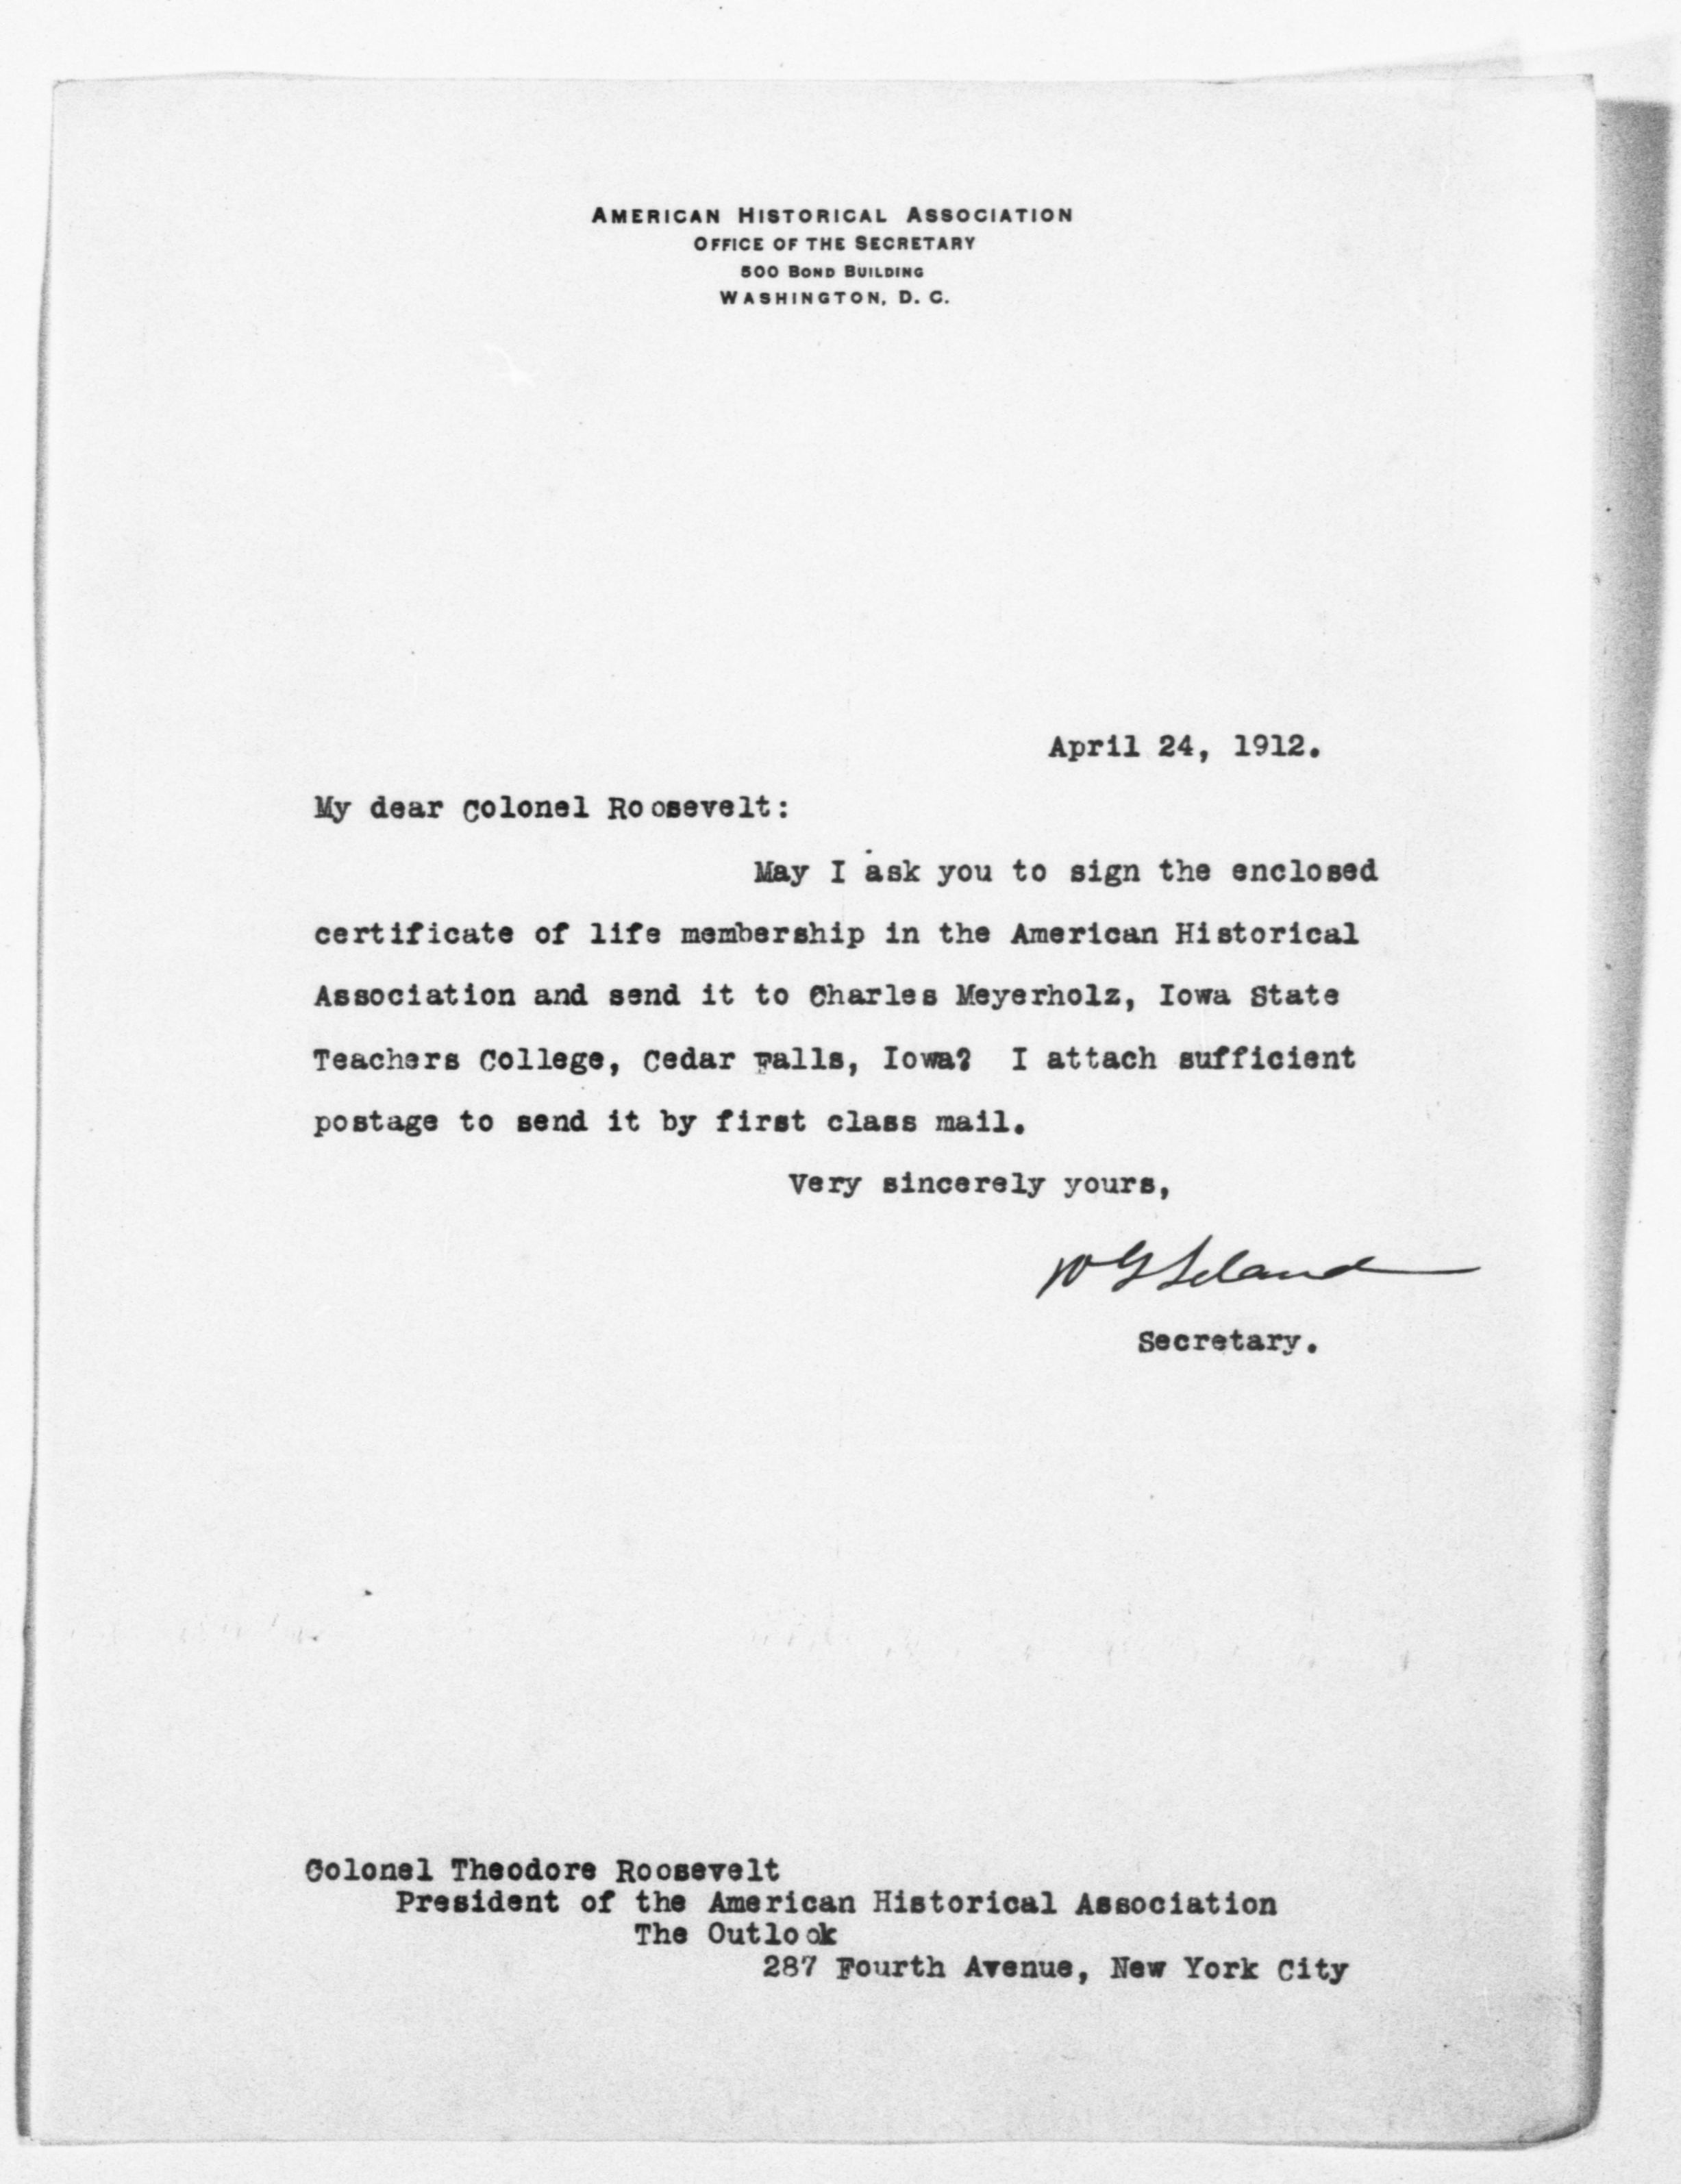 American Historical Association
Office of the Secretary
500 Bond Building
Washington, D. C.
April 24, 1912.
My dear Colonel Roosevelt:
May I ask you to sign the enclosed
certificate of life membership in the American Historical
Association and send it to Charles Meyerholz, Iowa State
Teachers College, Cedar Falls, Iowa? I attach sufficient
postage to send it by first class mail.
Very sincerely yours,
W G Leland
Secretary.
Colonel Theodore Roosevelt
President of the American Historical Association
The Outlook
287 Fourth Avenue, New York City